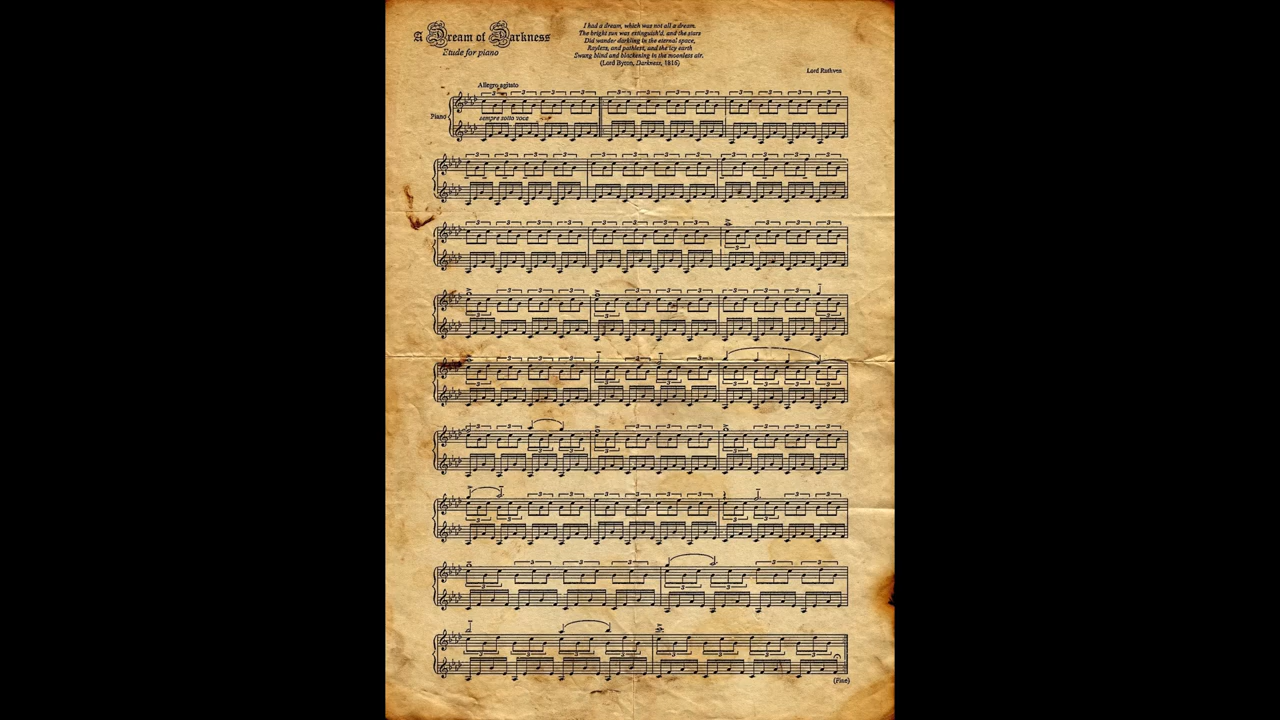 A Dream of Darkness
Etude for piano
I had a dream, which was not all a dream.
The bright sun was extinguish'd, and the stars
Did wander darkling in the eternal space,
Rayless, and pathless, and the icy earth
Swung blind and blackening in the moonless air.
(Lord Byron, Darkness, 1816)
Lord Ruthven
Allegro agitato
Piano
sempre sotto voce
(Fine)